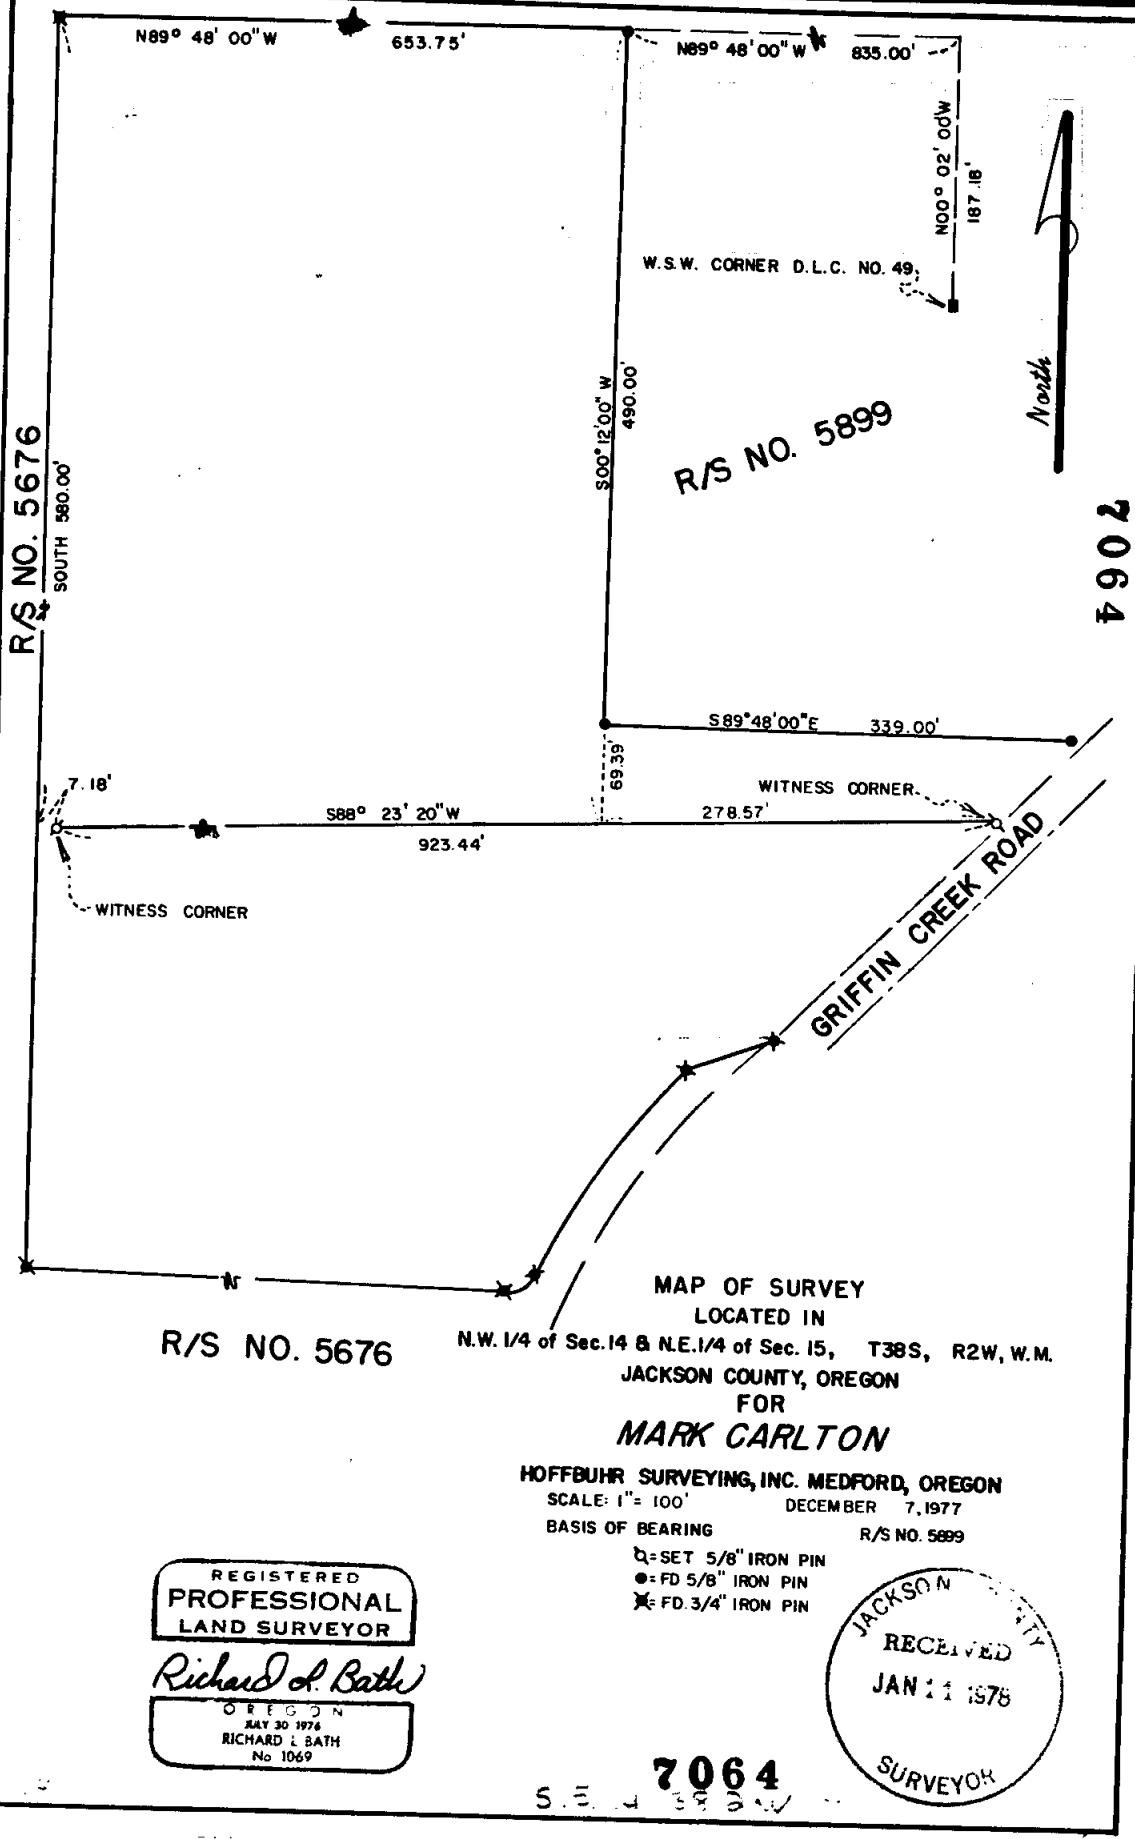 N89° 48' 00" W 653.75'
N89° 48' 00" W 835.00'
N00° 02' 00" W
187.18'
W.S.W. CORNER D.L.C. NO. 49
North
R/S NO. 5676
SOUTH 580.00'
S00° 12' 00" W
490.00'
R/S NO. 5899
7064
S89° 48' 00" E 339.00'
69.39'
7.18'
WITNESS CORNER
S88° 23' 20" W
278.57'
923.44'
WITNESS CORNER
GRIFFIN CREEK ROAD
R/S NO. 5676
MAP OF SURVEY
LOCATED IN
N.W. 1/4 of Sec. 14 & N.E. 1/4 of Sec. 15, T38S, R2W, W.M.
JACKSON COUNTY, OREGON
FOR
MARK CARLTON
HOFFBUHR SURVEYING, INC. MEDFORD, OREGON
SCALE: 1" = 100' DECEMBER 7, 1977
BASIS OF BEARING R/S NO. 5899
= SET 5/8" IRON PIN
= FD 5/8" IRON PIN
= FD. 3/4" IRON PIN
REGISTERED
PROFESSIONAL
LAND SURVEYOR
Richard L. Bath
OREGON
JULY 30 1976
RICHARD L BATH
No 1069
JACKSON COUNTY
RECEIVED
JAN 11 1978
SURVEYOR
7064